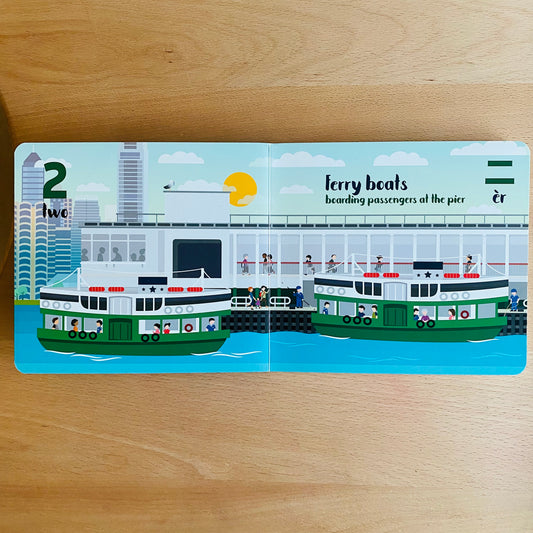 2
two
Ferry boats
boarding passengers at the pier
二
èr